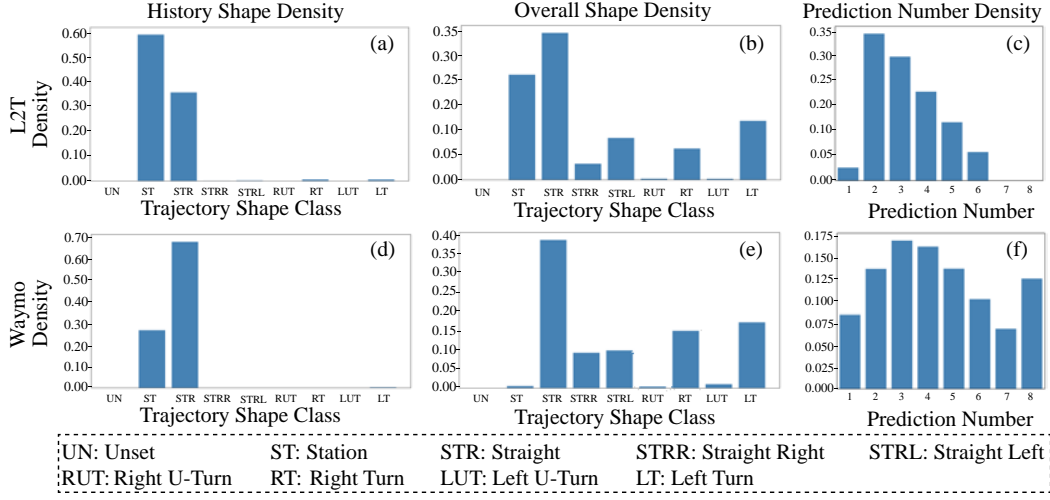 History Shape Density
Overall Shape Density
Prediction Number Density
L2T
Density
0.60
0.50
0.40
0.30
0.20
0.10
0.00
(a)
UN ST STR STRR STRL RUT RT LUT LT
Trajectory Shape Class
0.35
0.30
0.25
0.20
0.15
0.10
0.05
0.00
(b)
UN ST STR STRR STRL RUT RT LUT LT
Trajectory Shape Class
0.35
0.30
0.25
0.20
0.15
0.05
0.00
(c)
1 2 3 4 5 6 7 8
Prediction Number
Waymo
Density
0.70
0.50
0.40
0.30
0.20
0.10
0.00
(d)
UN ST STR STRR STRL RUT RT LUT LT
Trajectory Shape Class
0.40
0.35
0.30
0.25
0.20
0.15
0.10
0.05
0.00
(e)
UN ST STR STRR STRL RUT RT LUT LT
Trajectory Shape Class
0.175
0.150
0.125
0.100
0.075
0.050
0.025
0.000
(f)
1 2 3 4 5 6 7 8
Prediction Number
UN: Unset ST: Station STR: Straight STRR: Straight Right STRL: Straight Left
RUT: Right U-Turn RT: Right Turn LUT: Left U-Turn LT: Left Turn